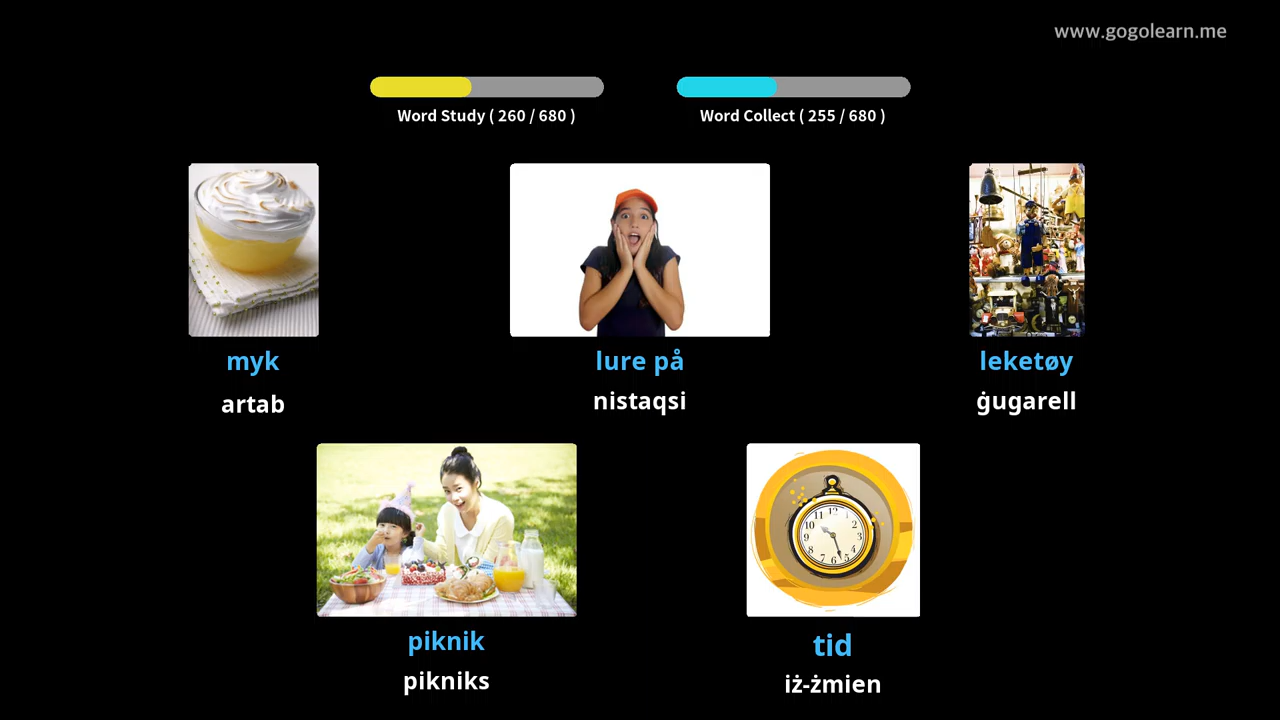 www.gogolearn.me
Word Study ( 260 / 680 )
Word Collect ( 255 / 680 )
myk
artab
lure på
nistaqsi
leketøy
ġugarell
piknik
pikniks
tid
iż-żmien